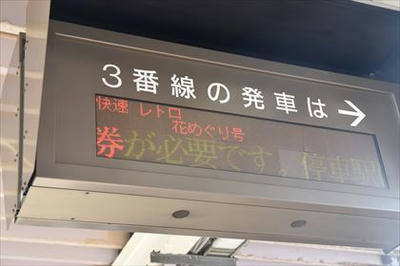 3番線の発車は→
快速 レトロ
花めぐり号
券が必要です。停車駅